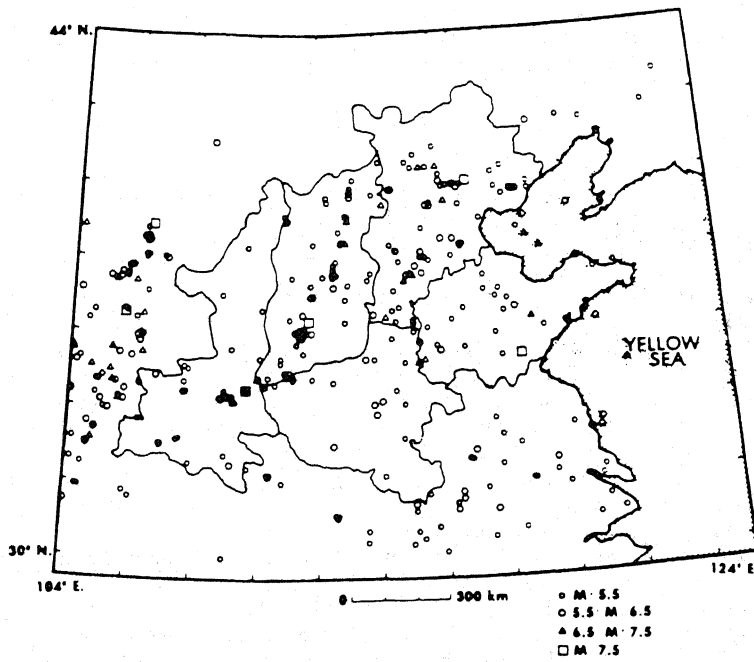 44° N.
YELLOW
SEA
30° N.
104° E.
124° E.
0 300 km
M · 5.5
5.5 · M · 6.5
6.5 M · 7.5
M 7.5